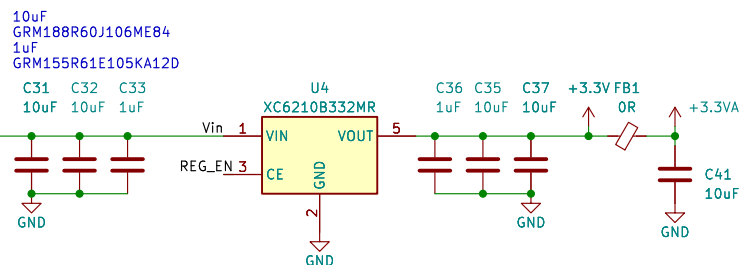 10uF
GRM188R60J106ME84
1uF
GRM155R61E105KA12D
C31 C32 C33
10uF 10uF 1uF
U4
XC6210B332MR
C36 C35 C37
1uF 10uF 10uF
+3.3V FB1
0R
+3.3VA
Vin 1 VIN VOUT 5
REG_EN 3 CE
GND
2
C41
10uF
GND GND GND
GND